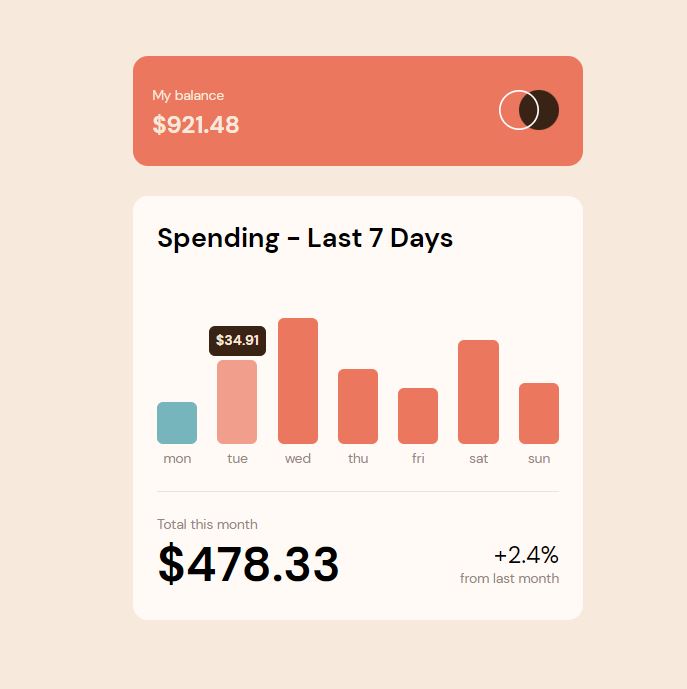 My balance
$921.48
Spending - Last 7 Days
$34.91
mon tue wed thu fri sat sun
Total this month
$478.33
+2.4%
from last month